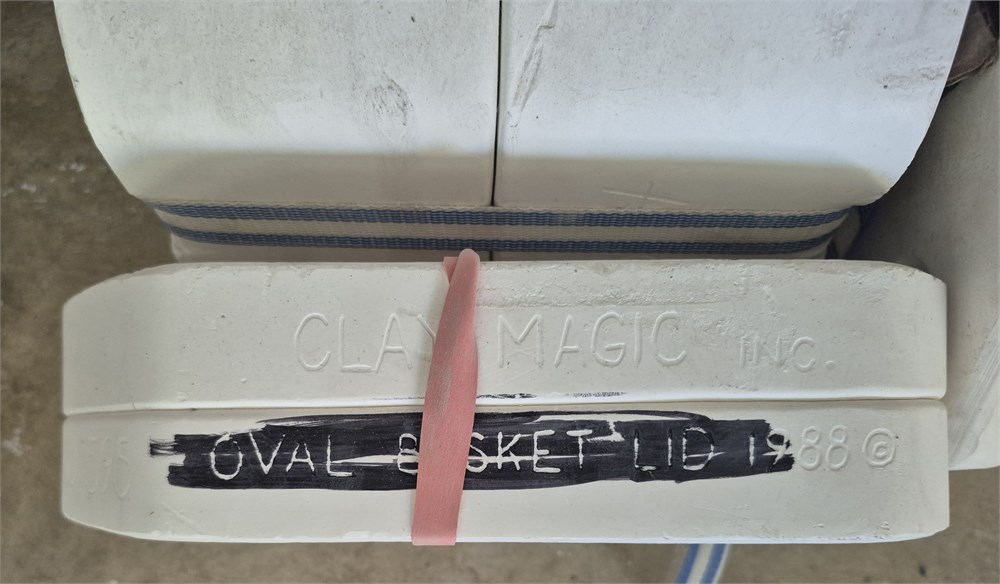 CLAY MAGIC INC.
OVAL BASKET LID 1988 ©